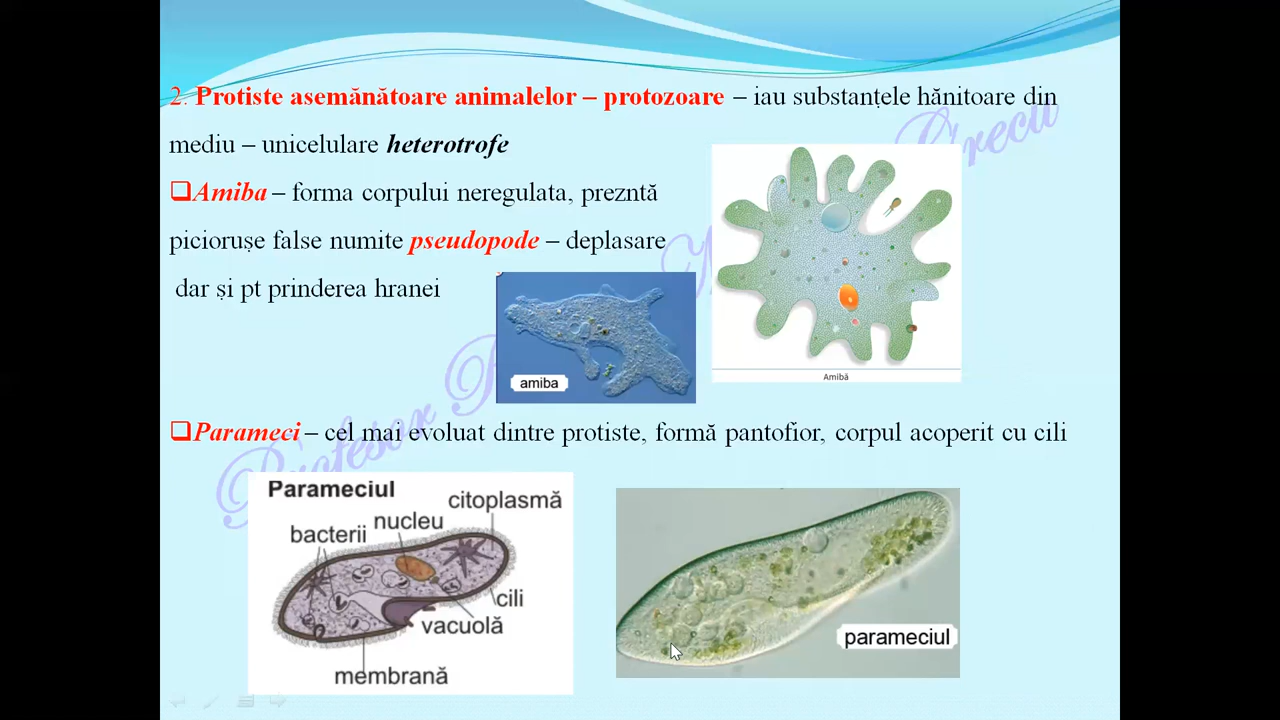 2. Protiste asemănătoare animalelor – protozoare – iau substanțele hănitoare din
mediu – unicelulare heterotrofe
❑Amiba – forma corpului neregulata, prezntă
piciorușe false numite pseudopode – deplasare
dar și pt prinderea hranei
amiba
Amibă
❑Parameci – cel mai evoluat dintre protiste, formă pantofior, corpul acoperit cu cili
Parameciul
citoplasmă
nucleu
bacterii
cili
vacuolă
membrană
parameciul
Profesor
Grecu